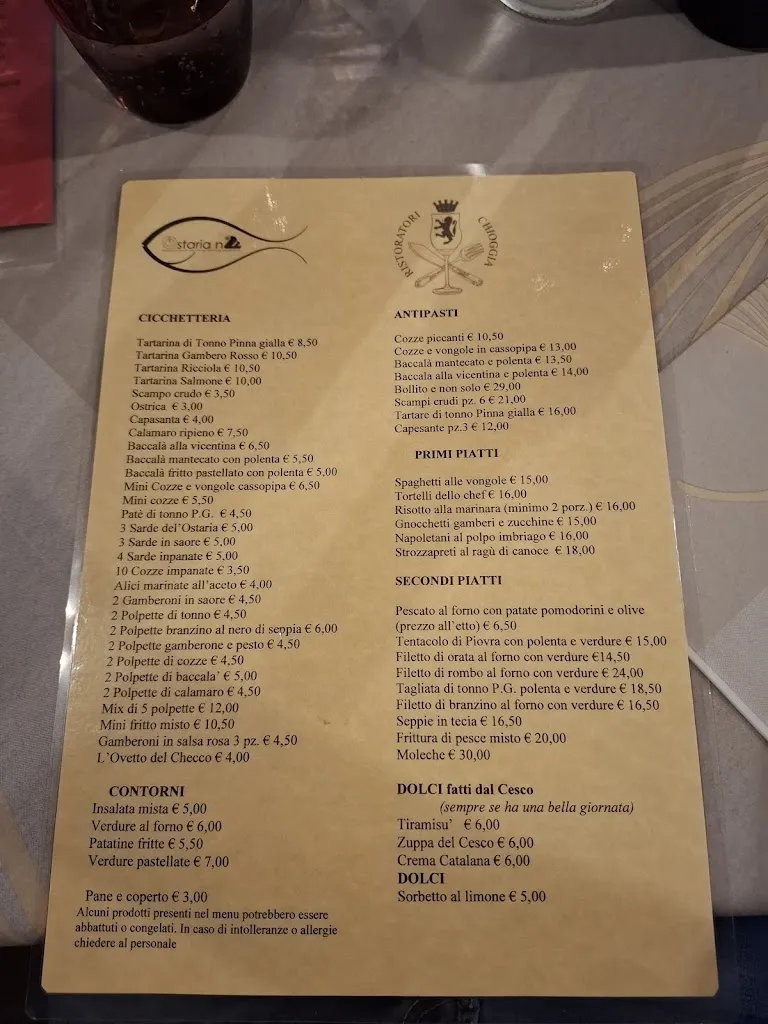 Ostaria n2
RISTORATORI CHIOGGIA
CICCHETTERIA
Tartarina di Tonno Pinna gialla € 8,50
Tartarina Gambero Rosso € 10,50
Tartarina Ricciola € 10,50
Tartarina Salmone € 10,00
Scampo crudo € 3,50
Ostrica € 3,00
Capasanta € 4,00
Calamaro ripieno € 7,50
Baccalà alla vicentina € 6,50
Baccalà mantecato con polenta € 5,50
Baccalà fritto pastellato con polenta € 5,00
Mini Cozze e vongole cassopipa € 6,50
Mini cozze € 5,50
Patè di tonno P.G. € 4,50
3 Sarde del'Ostaria € 5,00
3 Sarde in saore € 5,00
4 Sarde inpanate € 5,00
10 Cozze impanate € 3,50
Alici marinate all'aceto € 4,00
2 Gamberoni in saore € 4,50
2 Polpette di tonno € 4,50
2 Polpette branzino al nero di seppia € 6,00
2 Polpette gamberone e pesto € 4,50
2 Polpette di cozze € 4,50
2 Polpette di baccala' € 5,00
2 Polpette di calamaro € 4,50
Mix di 5 polpette € 12,00
Mini fritto misto € 10,50
Gamberoni in salsa rosa 3 pz. € 4,50
L'Ovetto del Checco € 4,00
CONTORNI
Insalata mista € 5,00
Verdure al forno € 6,00
Patatine fritte € 5,50
Verdure pastellate € 7,00
Pane e coperto € 3,00
Alcuni prodotti presenti nel menu potrebbero essere
abbattuti o congelati. In caso di intolleranze o allergie
chiedere al personale
ANTIPASTI
Cozze piccanti € 10,50
Cozze e vongole in cassopipa € 13,00
Baccalà mantecato e polenta € 13,50
Baccala alla vicentina e polenta € 14,00
Bollito e non solo € 29,00
Scampi crudi pz. 6 € 21,00
Tartare di tonno Pinna gialla € 16,00
Capesante pz.3 € 12,00
PRIMI PIATTI
Spaghetti alle vongole € 15,00
Tortelli dello chef € 16,00
Risotto alla marinara (minimo 2 porz.) € 16,00
Gnocchetti gamberi e zucchine € 15,00
Napoletani al polpo imbriago € 16,00
Strozzapreti al ragù di canoce € 18,00
SECONDI PIATTI
Pescato al forno con patate pomodorini e olive
(prezzo all'etto) € 6,50
Tentacolo di Piovra con polenta e verdure € 15,00
Filetto di orata al forno con verdure €14,50
Filetto di rombo al forno con verdure € 24,00
Tagliata di tonno P.G. polenta e verdure € 18,50
Filetto di branzino al forno con verdure € 16,50
Seppie in tecia € 16,50
Frittura di pesce misto € 20,00
Moleche € 30,00
DOLCI fatti dal Cesco
(sempre se ha una bella giornata)
Tiramisu' € 6,00
Zuppa del Cesco € 6,00
Crema Catalana € 6,00
DOLCI
Sorbetto al limone € 5,00